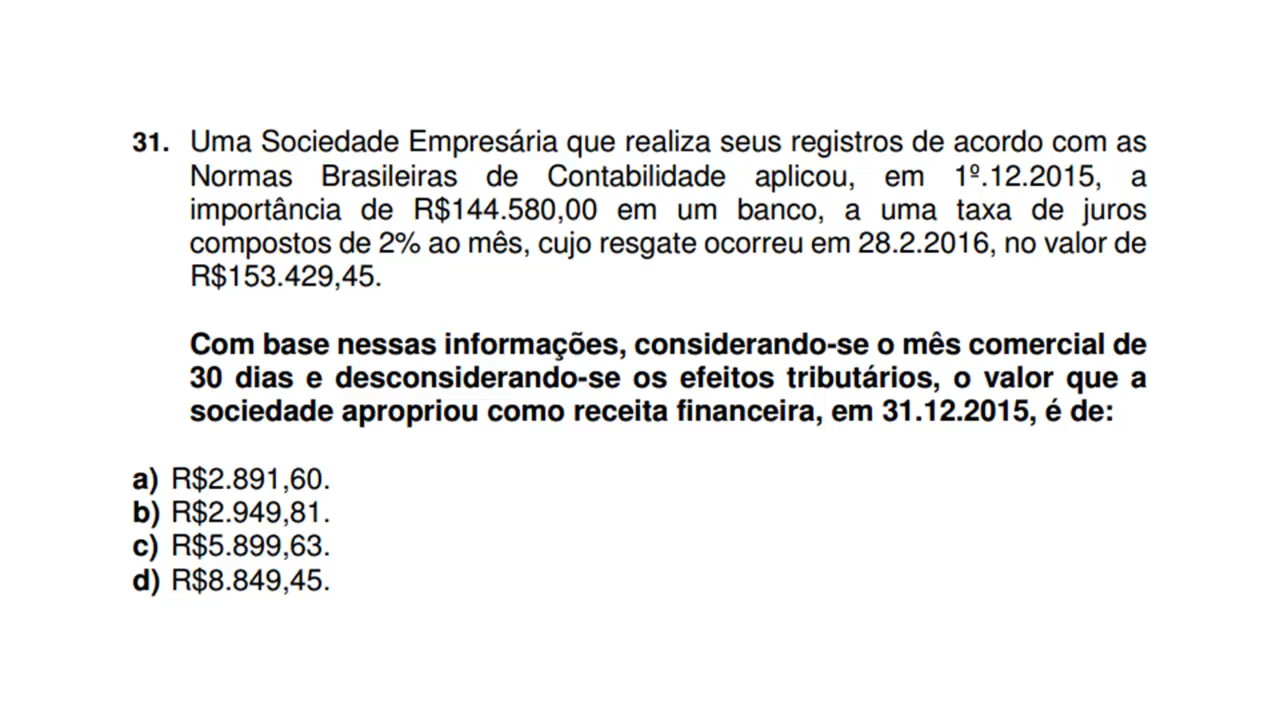 31. Uma Sociedade Empresária que realiza seus registros de acordo com as
Normas Brasileiras de Contabilidade aplicou, em 1º.12.2015, a
importância de R$144.580,00 em um banco, a uma taxa de juros
compostos de 2% ao mês, cujo resgate ocorreu em 28.2.2016, no valor de
R$153.429,45.
Com base nessas informações, considerando-se o mês comercial de
30 dias e desconsiderando-se os efeitos tributários, o valor que a
sociedade apropriou como receita financeira, em 31.12.2015, é de:
a) R$2.891,60.
b) R$2.949,81.
c) R$5.899,63.
d) R$8.849,45.